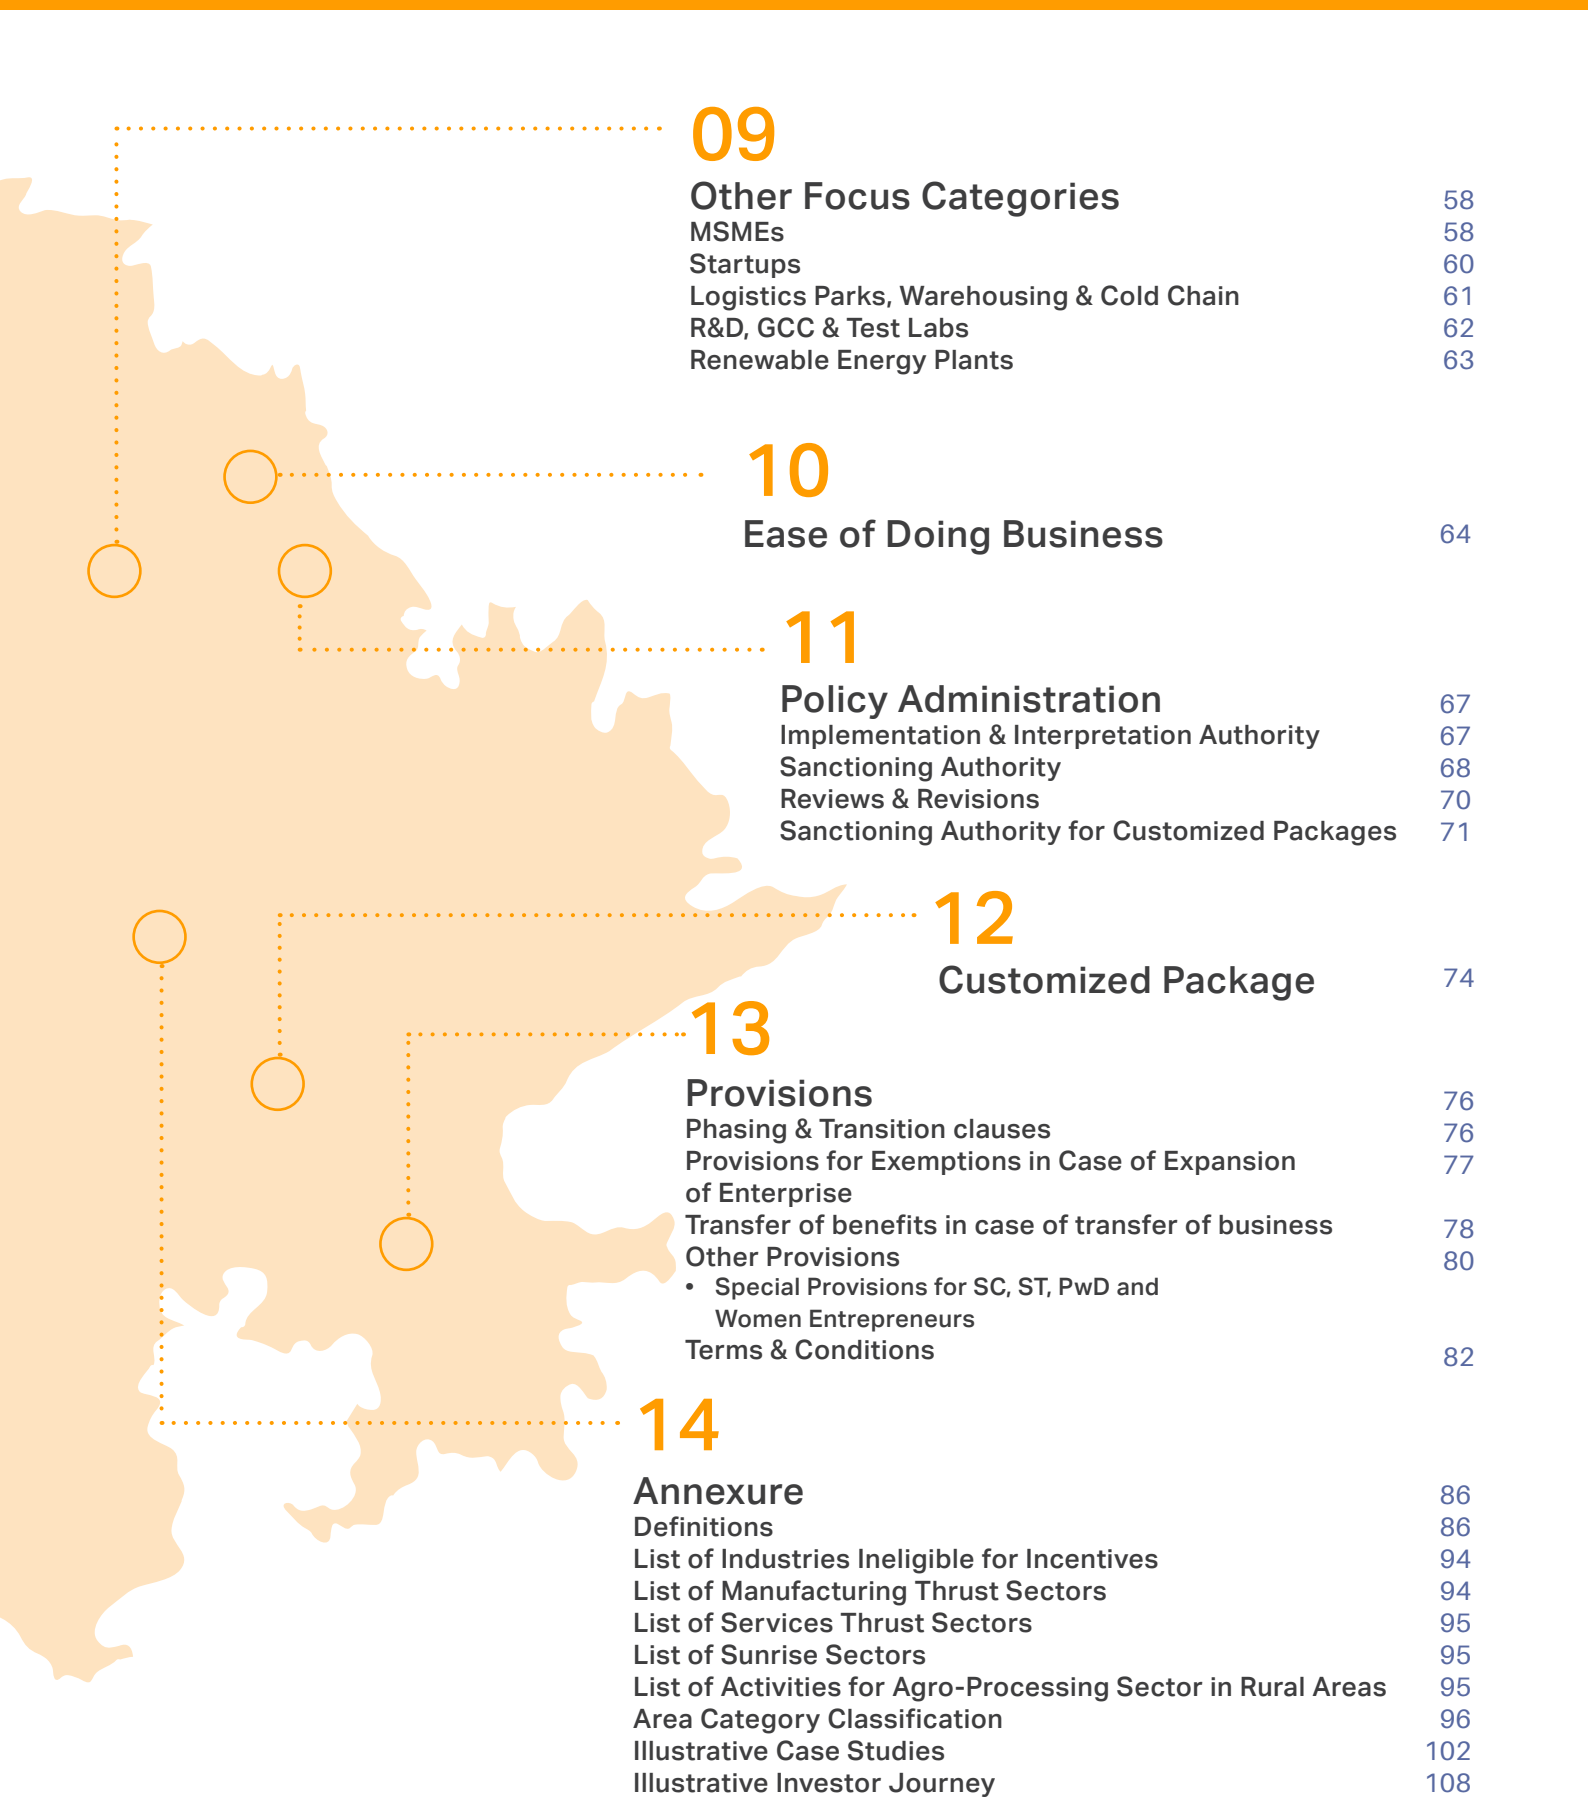 09
Other Focus Categories 58
MSMEs 58
Startups 60
Logistics Parks, Warehousing & Cold Chain 61
R&D, GCC & Test Labs 62
Renewable Energy Plants 63
10
Ease of Doing Business 64
11
Policy Administration 67
Implementation & Interpretation Authority 67
Sanctioning Authority 68
Reviews & Revisions 70
Sanctioning Authority for Customized Packages 71
12
Customized Package 74
13
Provisions 76
Phasing & Transition clauses 76
Provisions for Exemptions in Case of Expansion 77
of Enterprise
Transfer of benefits in case of transfer of business 78
Other Provisions 80
• Special Provisions for SC, ST, PwD and
Women Entrepreneurs
Terms & Conditions 82
14
Annexure 86
Definitions 86
List of Industries Ineligible for Incentives 94
List of Manufacturing Thrust Sectors 94
List of Services Thrust Sectors 95
List of Sunrise Sectors 95
List of Activities for Agro-Processing Sector in Rural Areas 95
Area Category Classification 96
Illustrative Case Studies 102
Illustrative Investor Journey 108